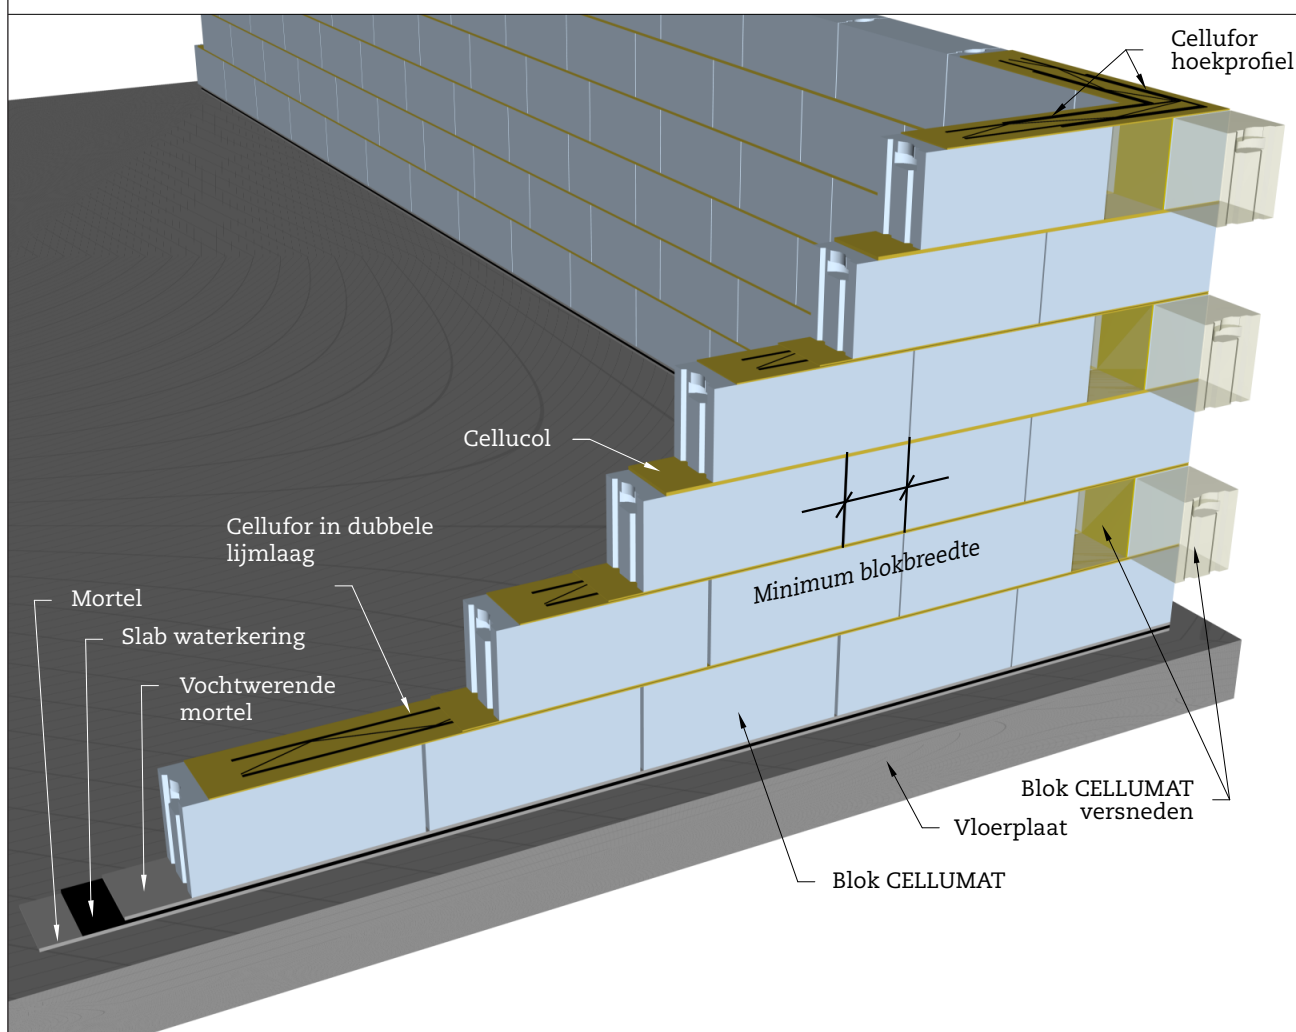 Cellufor
hoekprofiel
Cellucol
Cellufor in dubbele
lijmlaag
Minimum blokbreedte
Mortel
Slab waterkering
Vochtwerende
mortel
Blok CELLUMAT
versneden
Vloerplaat
Blok CELLUMAT